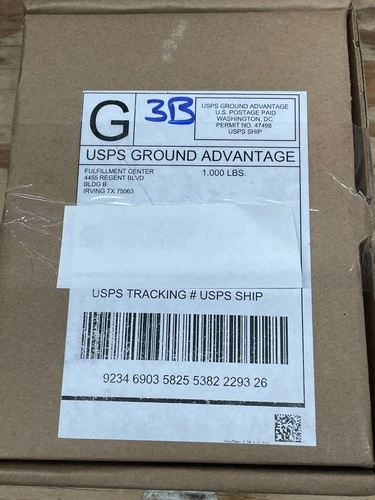 G
3B
USPS GROUND ADVANTAGE
U.S. POSTAGE PAID
WASHINGTON, DC
PERMIT NO. 47498
USPS SHIP
USPS GROUND ADVANTAGE
FULFILLMENT CENTER
4455 REGENT BLVD
BLDG B
IRVING TX 75063
1.000 LBS.
USPS TRACKING # USPS SHIP
9234 6903 5825 5382 2293 26